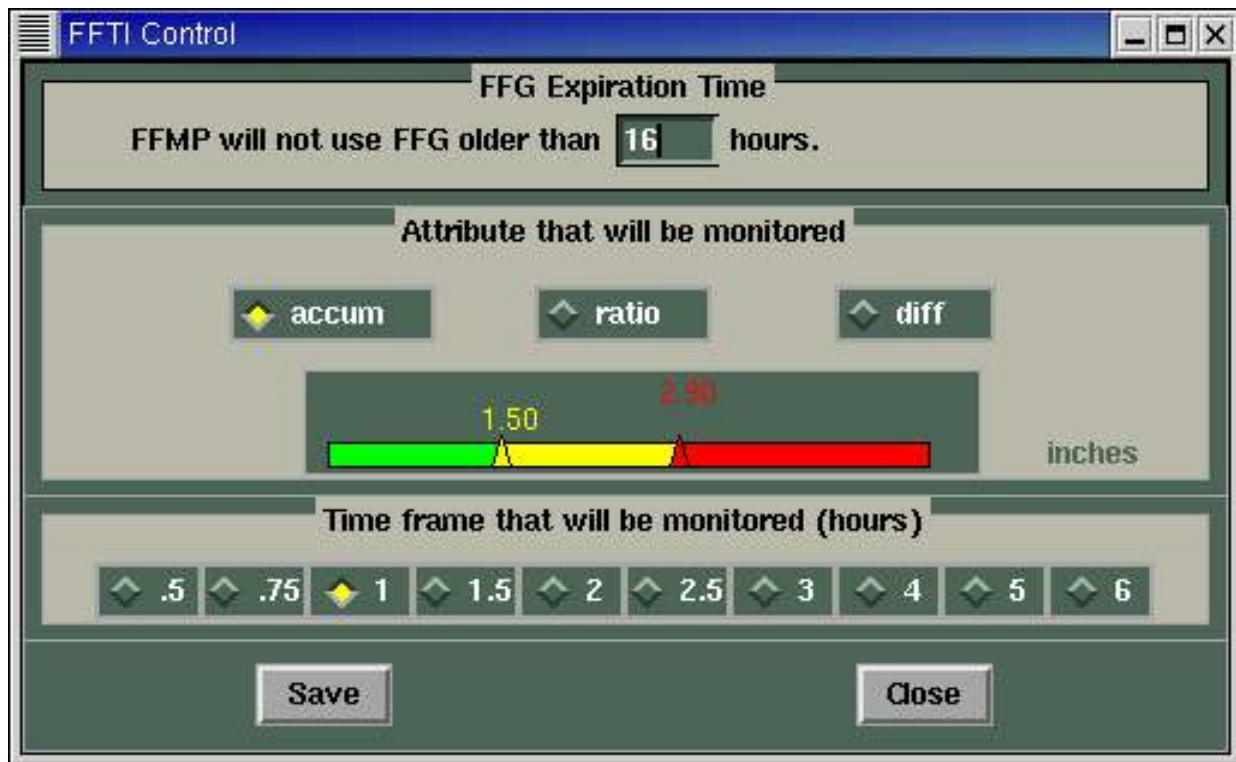 FFTI Control
FFG Expiration Time
FFMP will not use FFG older than 16 hours.
Attribute that will be monitored
accum ratio diff
1.50 2.90
inches
Time frame that will be monitored (hours)
.5 .75 1 1.5 2 2.5 3 4 5 6
Save Close